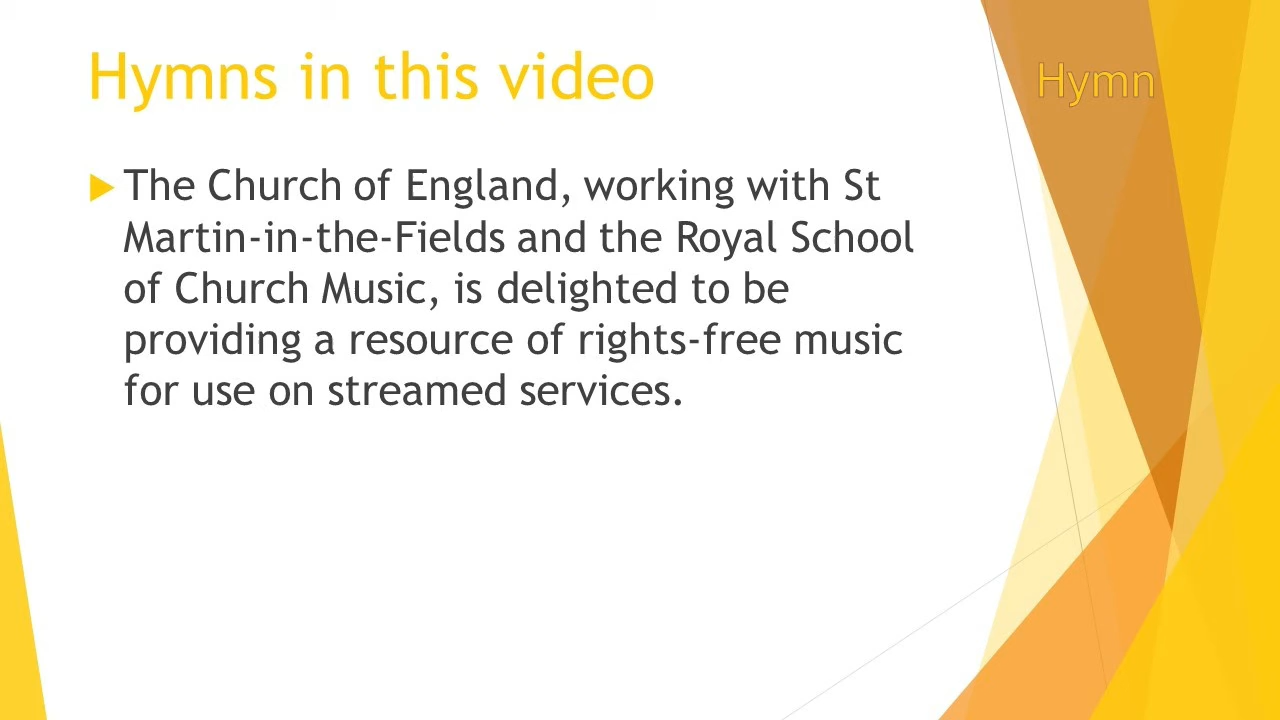 Hymns in this video
Hymn
The Church of England, working with St
Martin-in-the-Fields and the Royal School
of Church Music, is delighted to be
providing a resource of rights-free music
for use on streamed services.